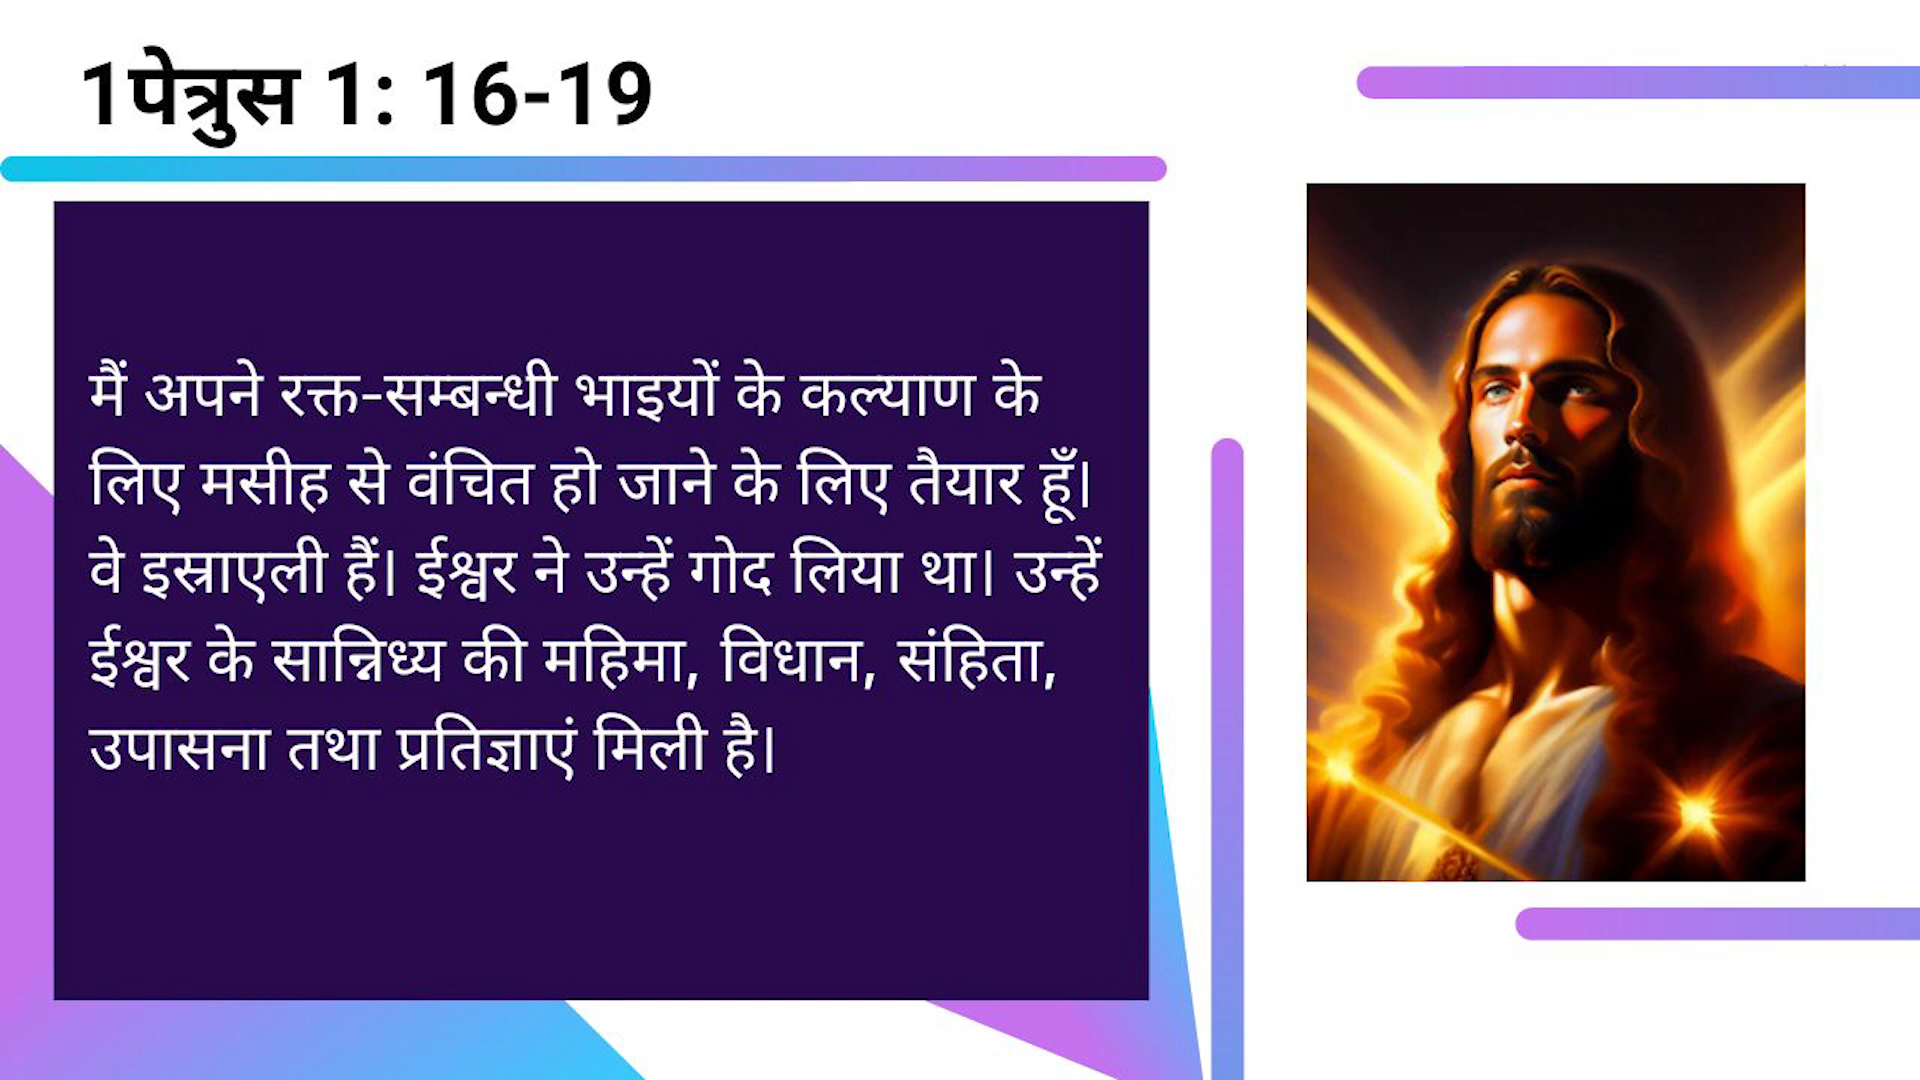 1पेत्रुस 1: 16-19
मैं अपने रक्त-सम्बन्धी भाइयों के कल्याण के
लिए मसीह से वंचित हो जाने के लिए तैयार हूँ।
वे इस्राएली हैं। ईश्वर ने उन्हें गोद लिया था। उन्हें
ईश्वर के सान्निध्य की महिमा, विधान, संहिता,
उपासना तथा प्रतिज्ञाएं मिली है।